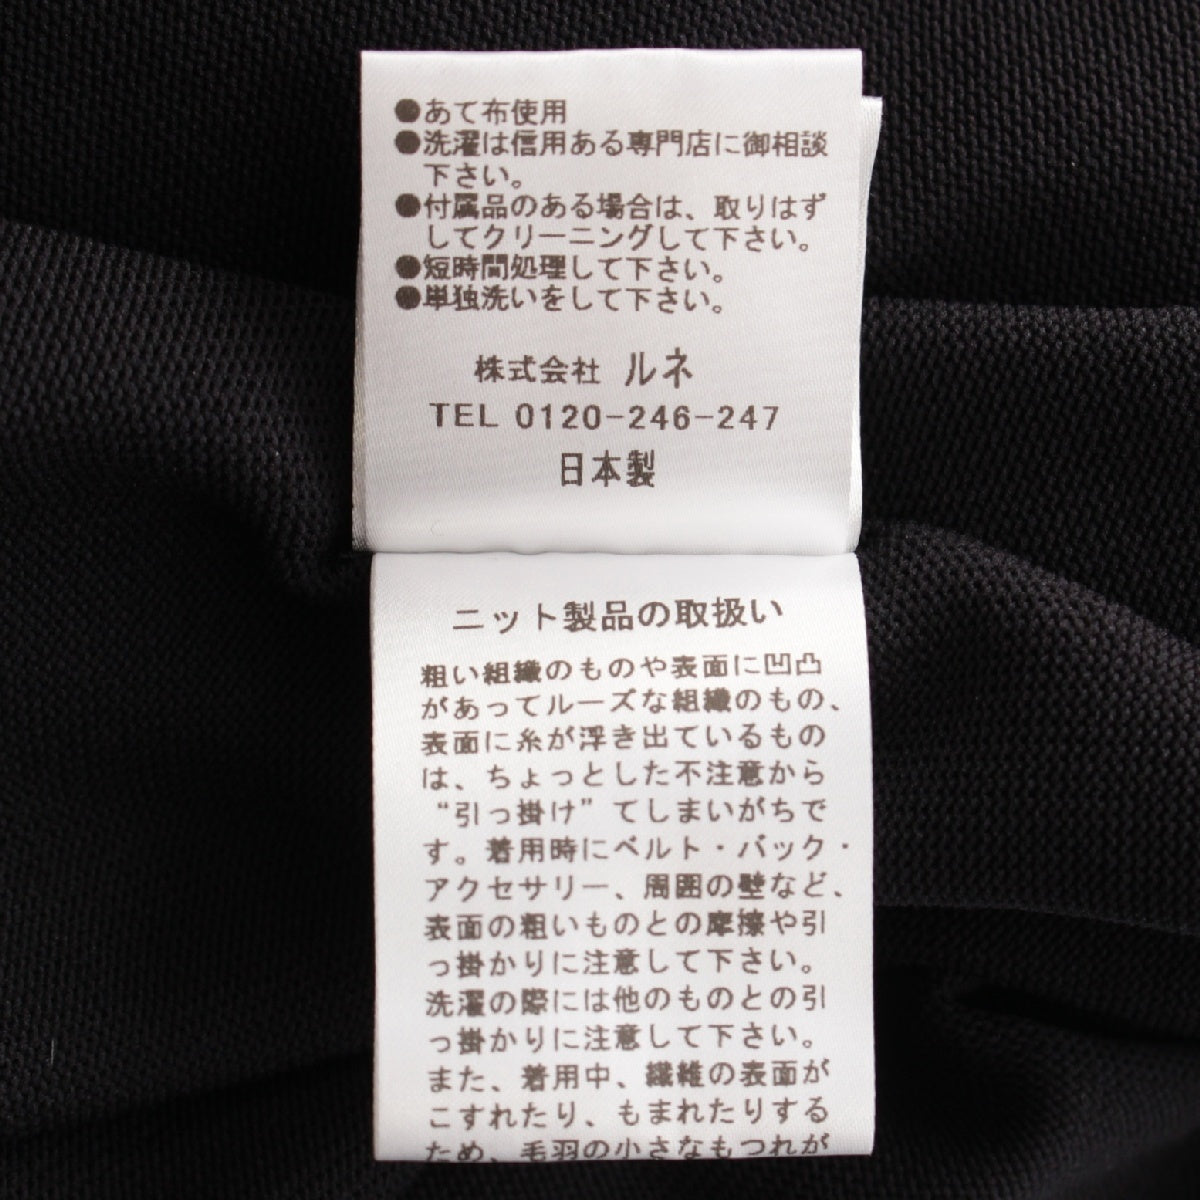 ●あて布使用
●洗濯は信用ある専門店に御相談
下さい。
●付属品のある場合は、取りはず
してクリーニングして下さい。
●短時間処理して下さい。
●単独洗いをして下さい。
株式会社 ルネ
TEL 0120-246-247
日本製
ニット製品の取扱い
粗い組織のものや表面に凹凸
があってルーズな組織のもの、
表面に糸が浮き出ているもの
は、ちょっとした不注意から
“引っ掛け”てしまいがちで
す。着用時にベルト・バック・
アクセサリー、周囲の壁など、
表面の粗いものとの摩擦や引
っ掛かりに注意して下さい。
洗濯の際には他のものとの引
っ掛かりに注意して下さい。
また、着用中、繊維の表面が
こすれたり、もまれたりする
ため、毛羽の小さなもつれが